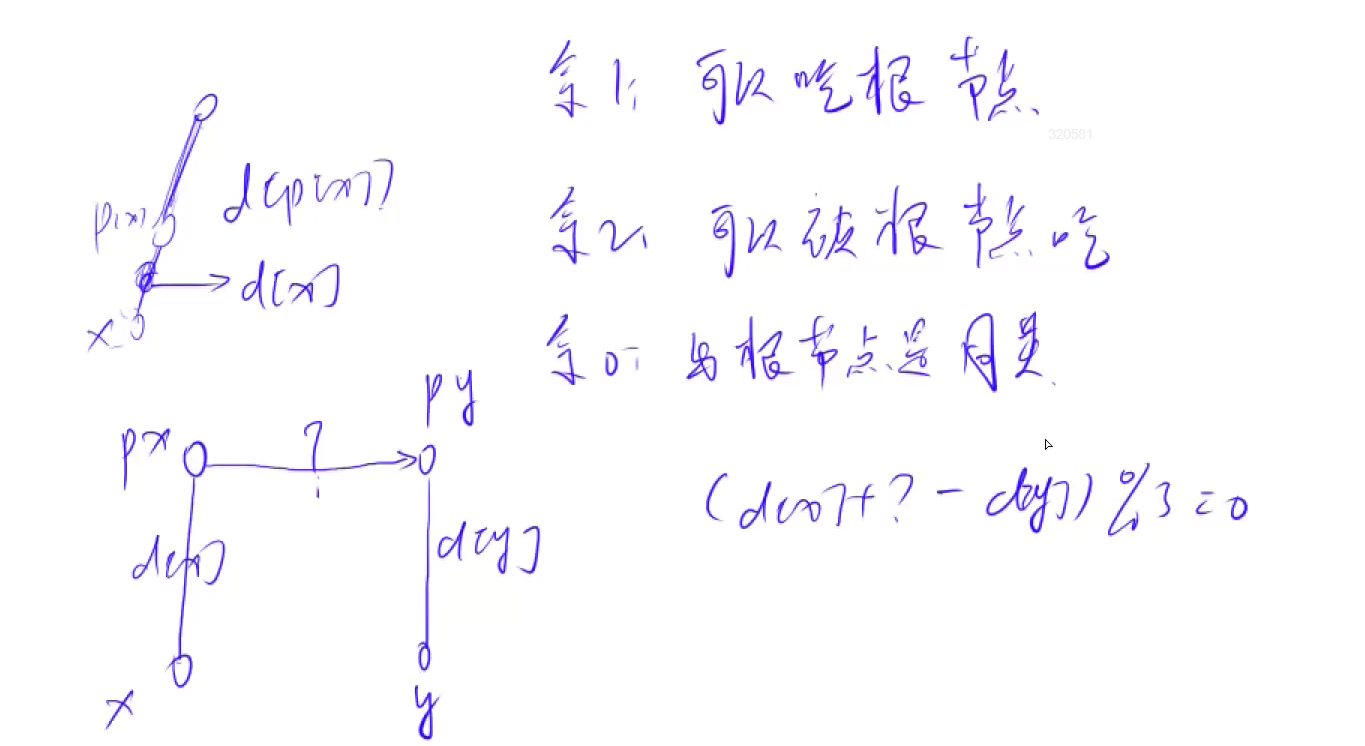 余1: 可以吃根节点
320581
余2: 可以被根节点吃
d[p[x]]
p[x]
d[x]
x
余0: 与根节点是同类
px
?
py
(d[x]+? - d[y]) % 3 = 0
d[x]
d[y]
x
y